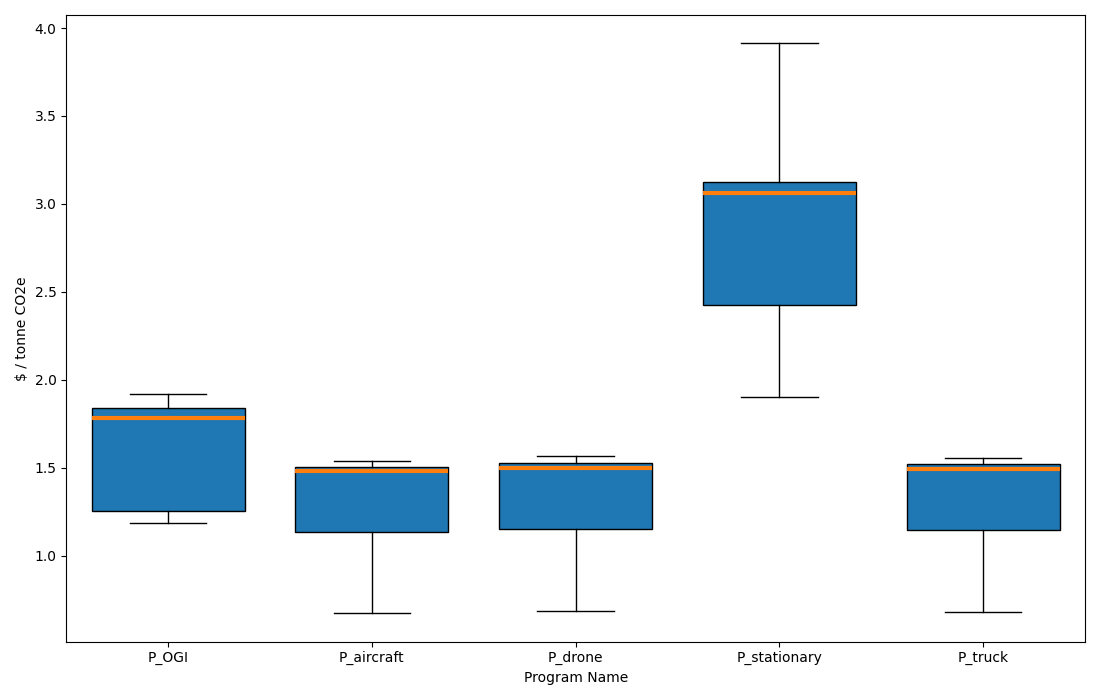 4.0
3.5
3.0
2.5
2.0
1.5
1.0
$ / tonne CO2e
P_OGI
P_aircraft
P_drone
P_stationary
P_truck
Program Name